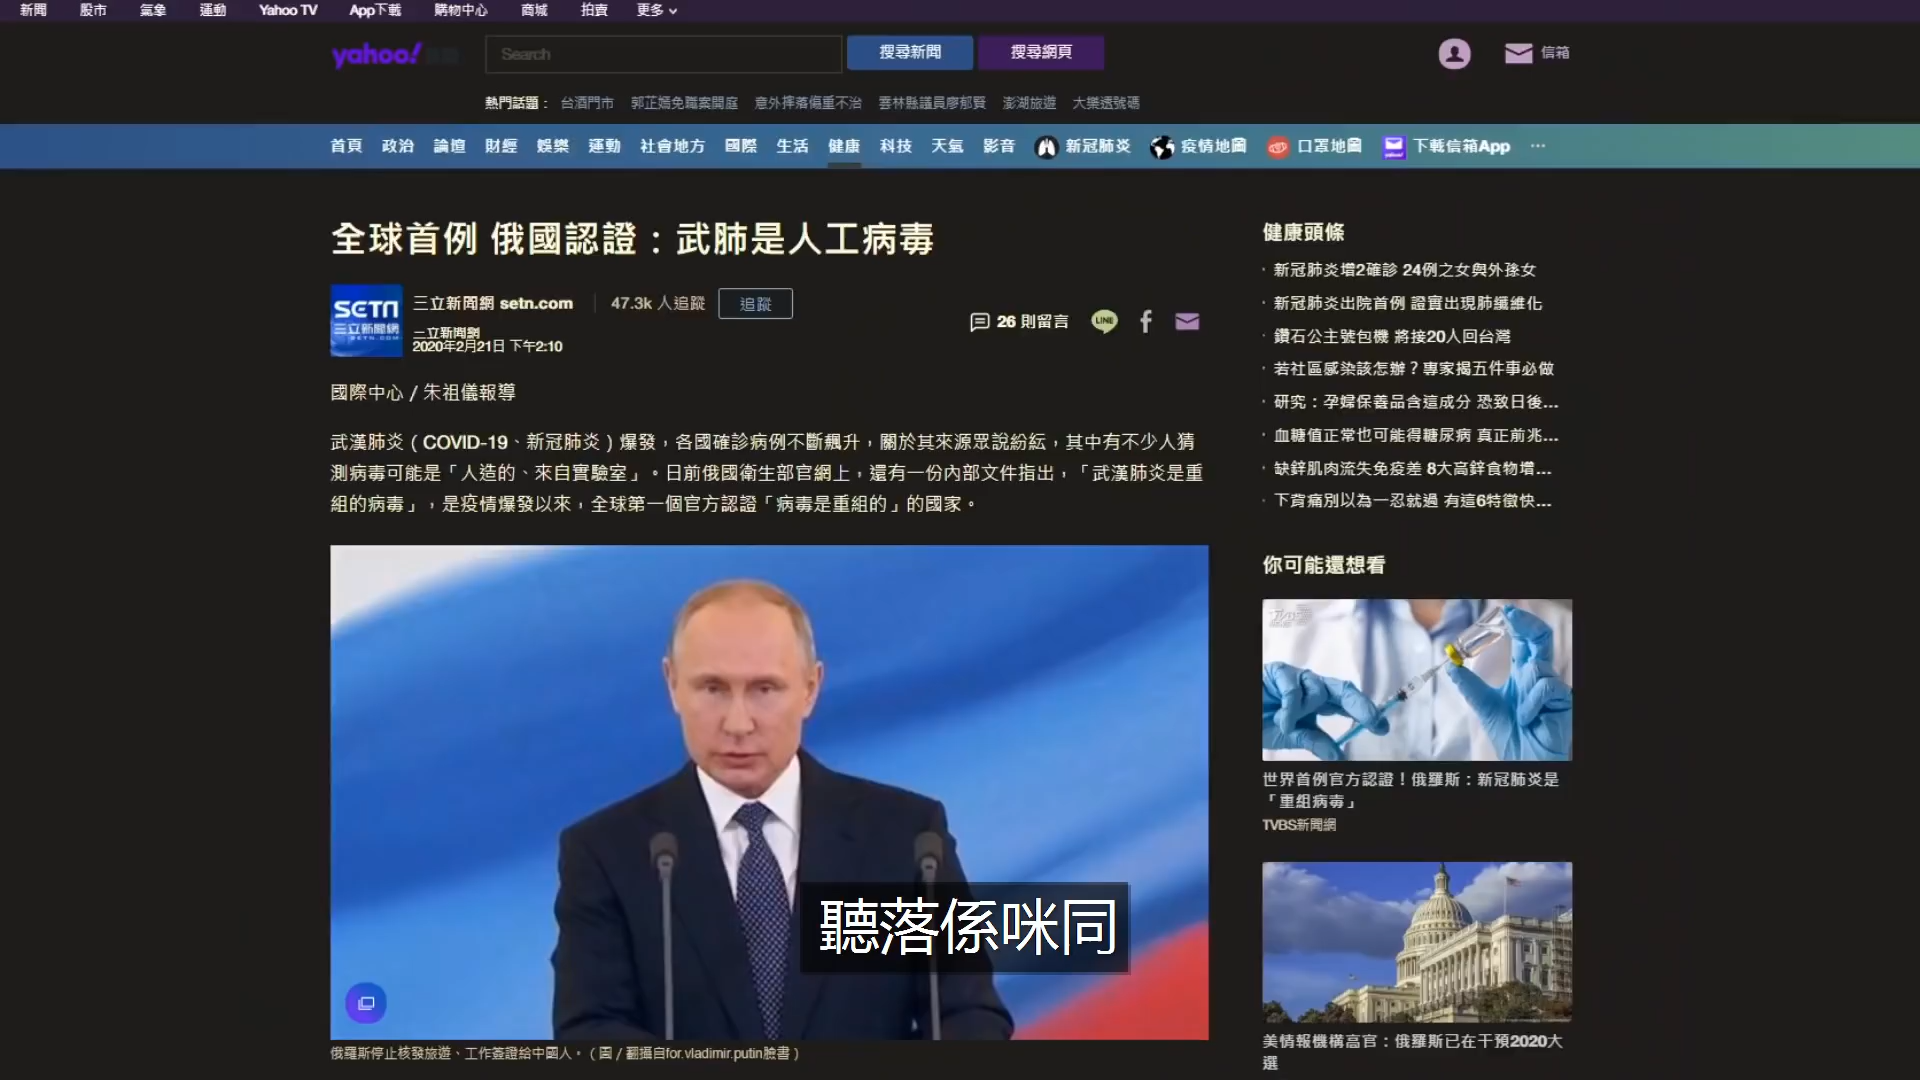 新聞 股市 氣象 運動 Yahoo TV App下載 購物中心 商城 拍賣 更多
yahoo!
Search
搜尋新聞 搜尋網頁
信箱
熱門話題： 台酒門市 郭芷嫣免職案開庭 意外摔落傷重不治 雲林縣議員廖郁賢 澎湖旅遊 大樂透號碼
首頁 政治 論壇 財經 娛樂 運動 社會地方 國際 生活 健康 科技 天氣 影音 新冠肺炎 疫情地圖 口罩地圖 下載信箱App ...
全球首例 俄國認證：武肺是人工病毒
SETN
三立新聞網
SETN.COM
三立新聞網 setn.com 47.3k 人追蹤 追蹤
三立新聞網
2020年2月21日 下午2:10
26 則留言
LINE
國際中心 / 朱祖儀報導
武漢肺炎（COVID-19、新冠肺炎）爆發，各國確診病例不斷飆升，關於其來源眾說紛紜，其中有不少人猜
測病毒可能是「人造的、來自實驗室」。日前俄國衛生部官網上，還有一份內部文件指出，「武漢肺炎是重
組的病毒」，是疫情爆發以來，全球第一個官方認證「病毒是重組的」的國家。
聽落係咪同
俄羅斯停止核發旅遊、工作簽證給中國人。（圖 / 翻攝自for.vladimir.putin臉書）
健康頭條
· 新冠肺炎增2確診 24例之女與外孫女
· 新冠肺炎出院首例 證實出現肺纖維化
· 鑽石公主號包機 將接20人回台灣
· 若社區感染該怎辦？專家揭五件事必做
· 研究：孕婦保養品含這成分 恐致日後...
· 血糖值正常也可能得糖尿病 真正前兆...
· 缺鋅肌肉流失免疫差 8大高鋅食物增...
· 下背痛別以為一忍就過 有這6特徵快...
你可能還想看
世界首例官方認證！俄羅斯：新冠肺炎是
「重組病毒」
TVBS新聞網
美情報機構高官：俄羅斯已在干預2020大
選